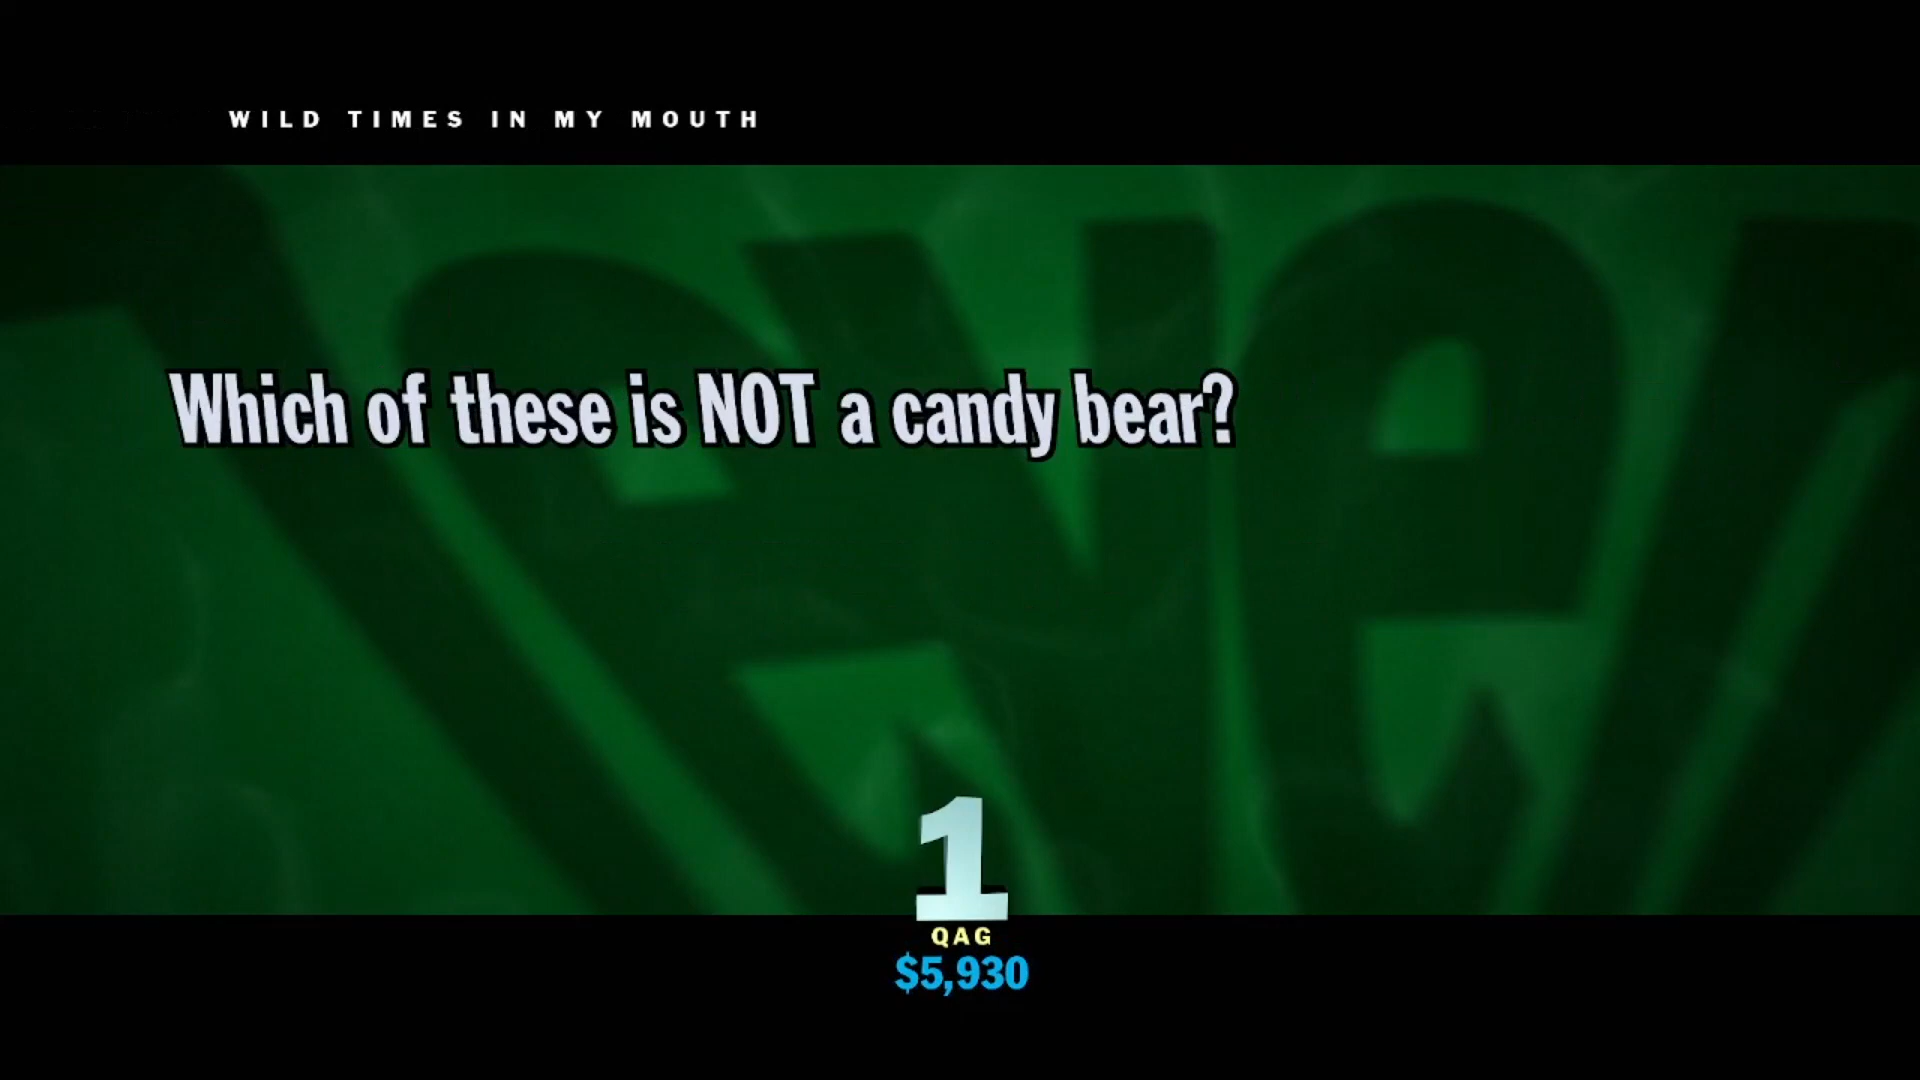 WILD TIMES IN MY MOUTH
Which of these is NOT a candy bear?
1
QAG
$5,930